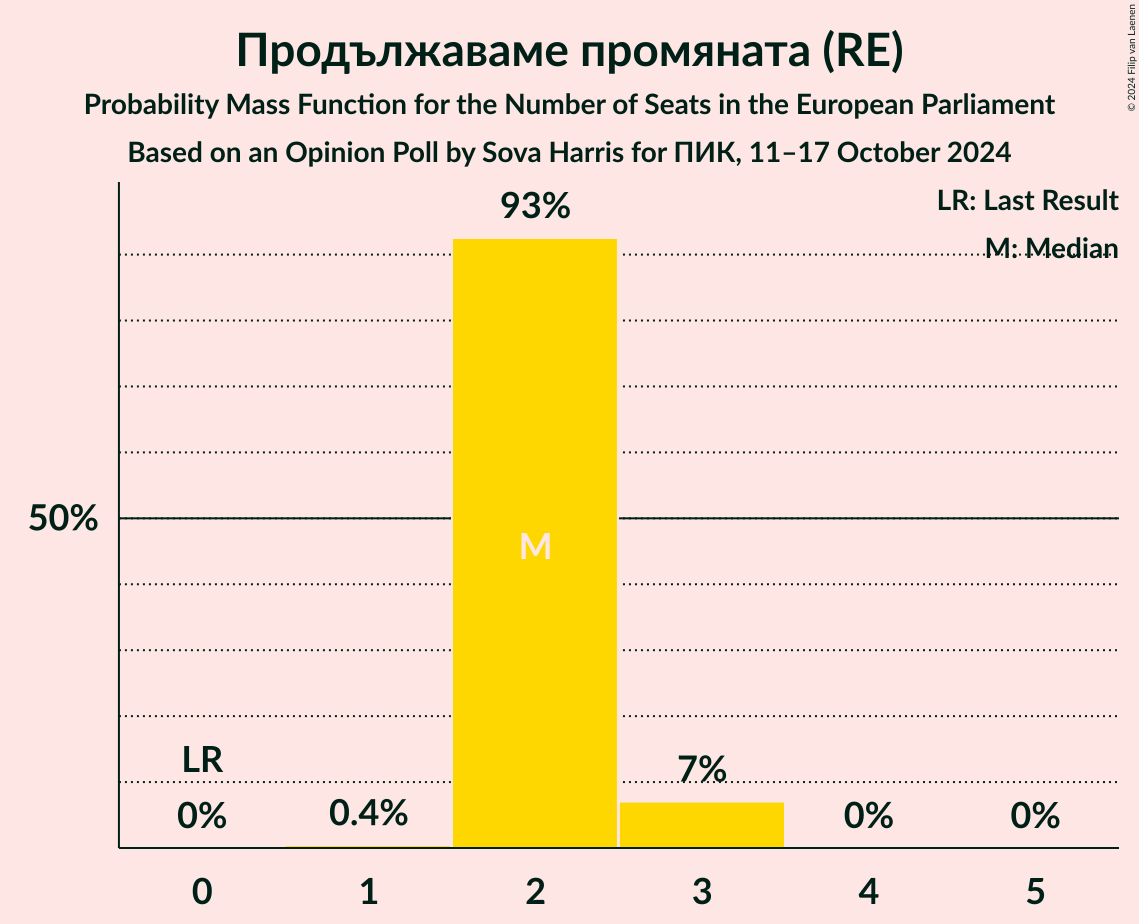 Продължаваме промяната (RE)
Probability Mass Function for the Number of Seats in the European Parliament
Based on an Opinion Poll by Sova Harris for ПИК, 11–17 October 2024
© 2024 Filip van Laenen
LR: Last Result
M: Median
93%
50%
M
LR
0%
0.4%
7%
0%
0%
0 1 2 3 4 5